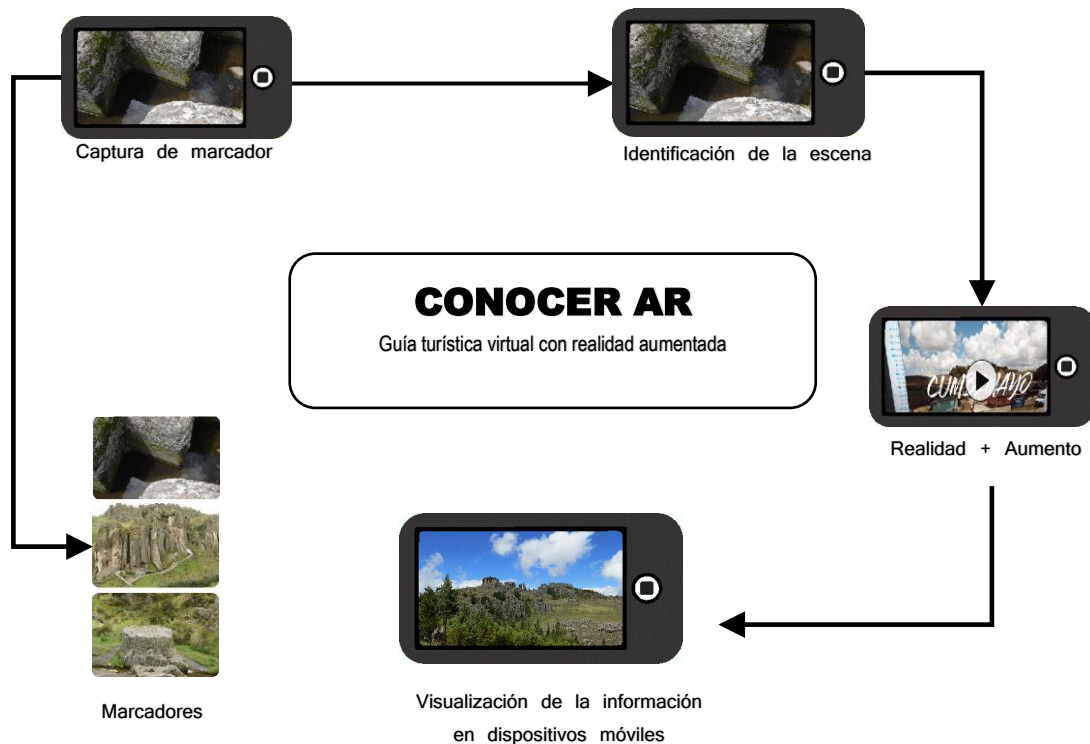 Captura de marcador
Identificación de la escena
CONOCER AR
Guía turística virtual con realidad aumentada
CUMBEMAYO
Realidad + Aumento
Marcadores
Visualización de la información
en dispositivos móviles